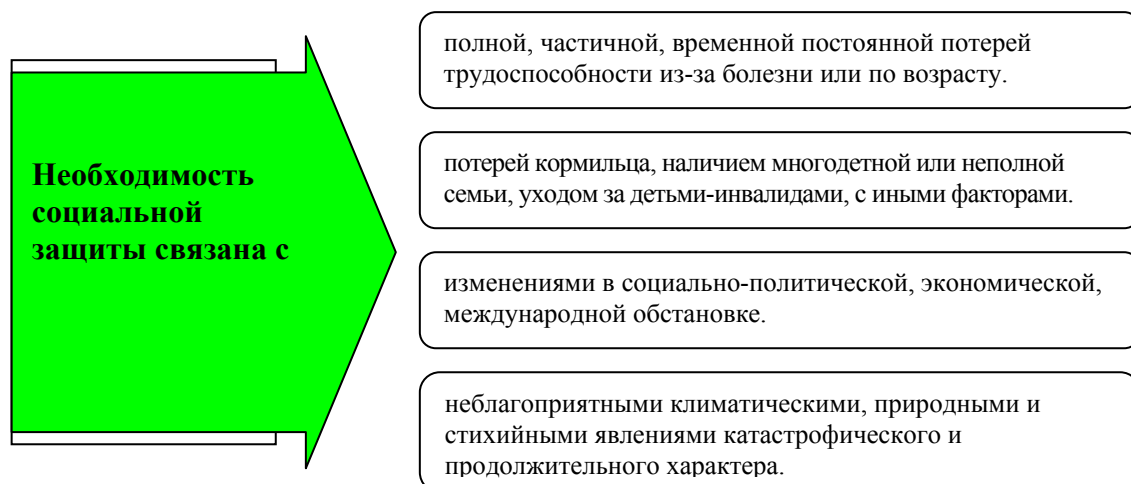 Необходимость
социальной
защиты связана с
полной, частичной, временной постоянной потерей
трудоспособности из-за болезни или по возрасту.
потерей кормильца, наличием многодетной или неполной
семьи, уходом за детьми-инвалидами, с иными факторами.
изменениями в социально-политической, экономической,
международной обстановке.
неблагоприятными климатическими, природными и
стихийными явлениями катастрофического и
продолжительного характера.